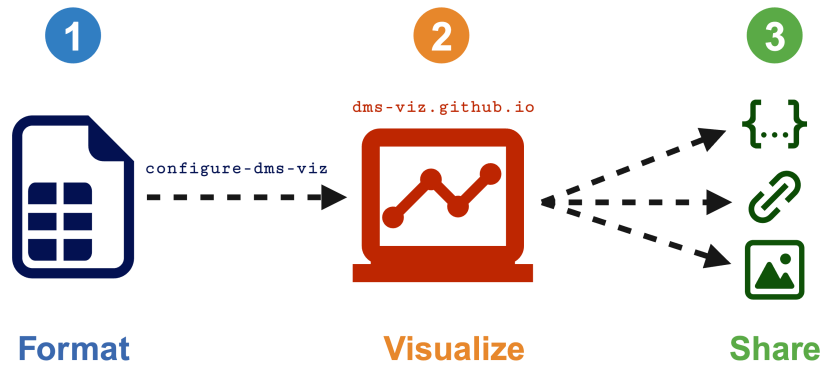 1
2
3
dms-viz.github.io
{...}
configure-dms-viz
Format
Visualize
Share